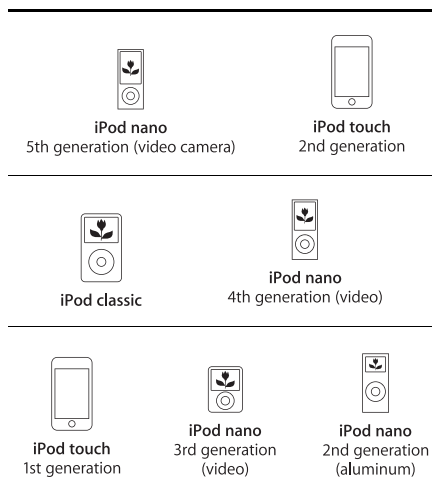 iPod nano
5th generation (video camera)
iPod touch
2nd generation
iPod classic
iPod nano
4th generation (video)
iPod touch
1st generation
iPod nano
3rd generation
(video)
iPod nano
2nd generation
(aluminum)